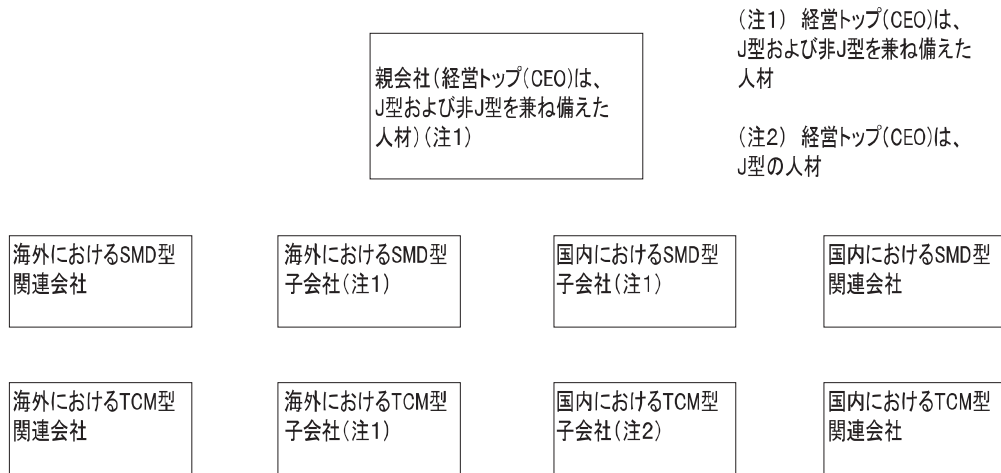 親会社(経営トップ(CEO)は、
J型および非J型を兼ね備えた
人材)(注1)
(注1) 経営トップ(CEO)は、
J型および非J型を兼ね備えた
人材
(注2) 経営トップ(CEO)は、
J型の人材
海外におけるSMD型
関連会社
海外におけるSMD型
子会社(注1)
国内におけるSMD型
子会社(注1)
国内におけるSMD型
関連会社
海外におけるTCM型
関連会社
海外におけるTCM型
子会社(注1)
国内におけるTCM型
子会社(注2)
国内におけるTCM型
関連会社